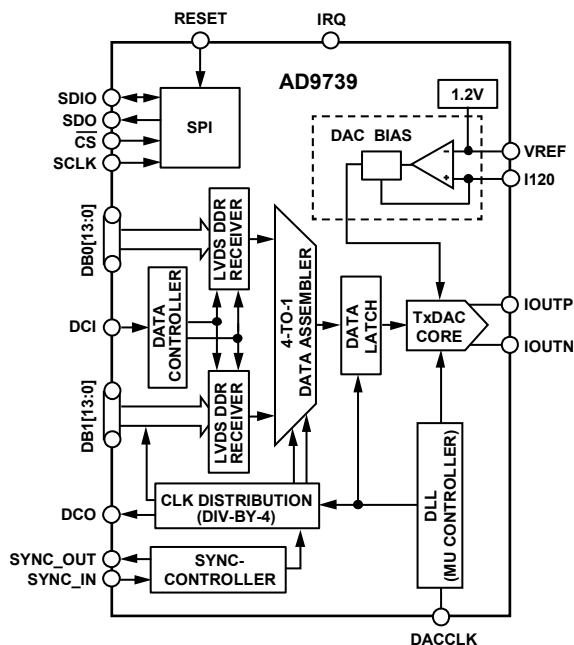 RESET
IRQ
AD9739
1.2V
SDIO
SDO
CS
SCLK
SPI
DAC BIAS
-
+
VREF
I120
DB0[13:0]
LVDS DDR
RECEIVER
DCI
DATA
CONTROLLER
4-TO-1
DATA ASSEMBLER
DATA
LATCH
TxDAC
CORE
IOUTP
IOUTN
DB1[13:0]
LVDS DDR
RECEIVER
DCO
CLK DISTRIBUTION
(DIV-BY-4)
DLL
(MU CONTROLLER)
SYNC_OUT
SYNC_IN
SYNC-
CONTROLLER
DACCLK